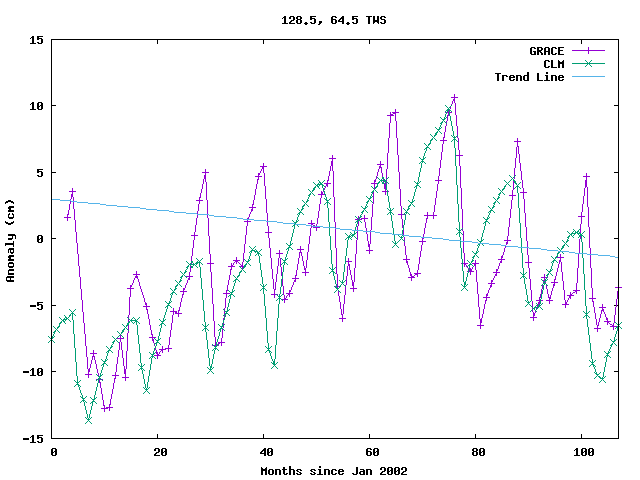 128.5, 64.5 TWS
GRACE
CLM
Trend Line
15
10
5
0
-5
-10
-15
Anomaly (cm)
0 20 40 60 80 100
Months since Jan 2002